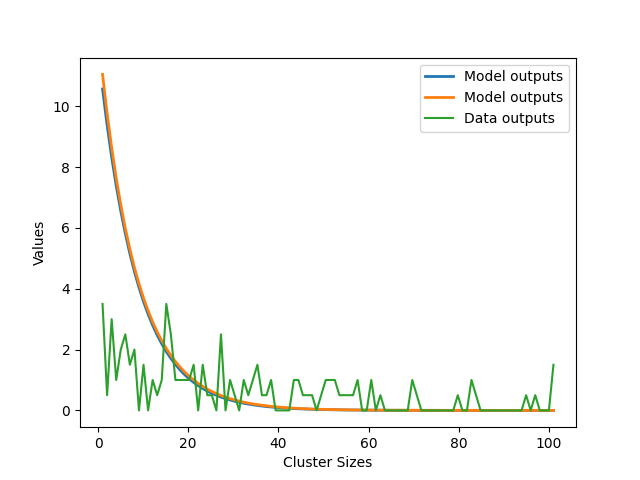 Model outputs
Model outputs
Data outputs
Values
10
8
6
4
2
0
0 20 40 60 80 100
Cluster Sizes